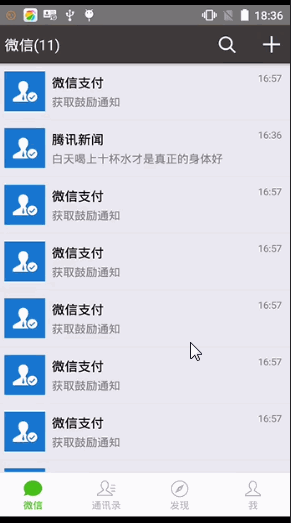 18:36
微信(11)
微信支付 16:57
获取鼓励通知
腾讯新闻 16:36
白天喝上十杯水才是真正的身体好
微信支付 16:57
获取鼓励通知
微信支付 16:57
获取鼓励通知
微信支付 16:57
获取鼓励通知
微信支付 16:57
获取鼓励通知
微信支付 16:57
获取鼓励通知
微信 通讯录 发现 我